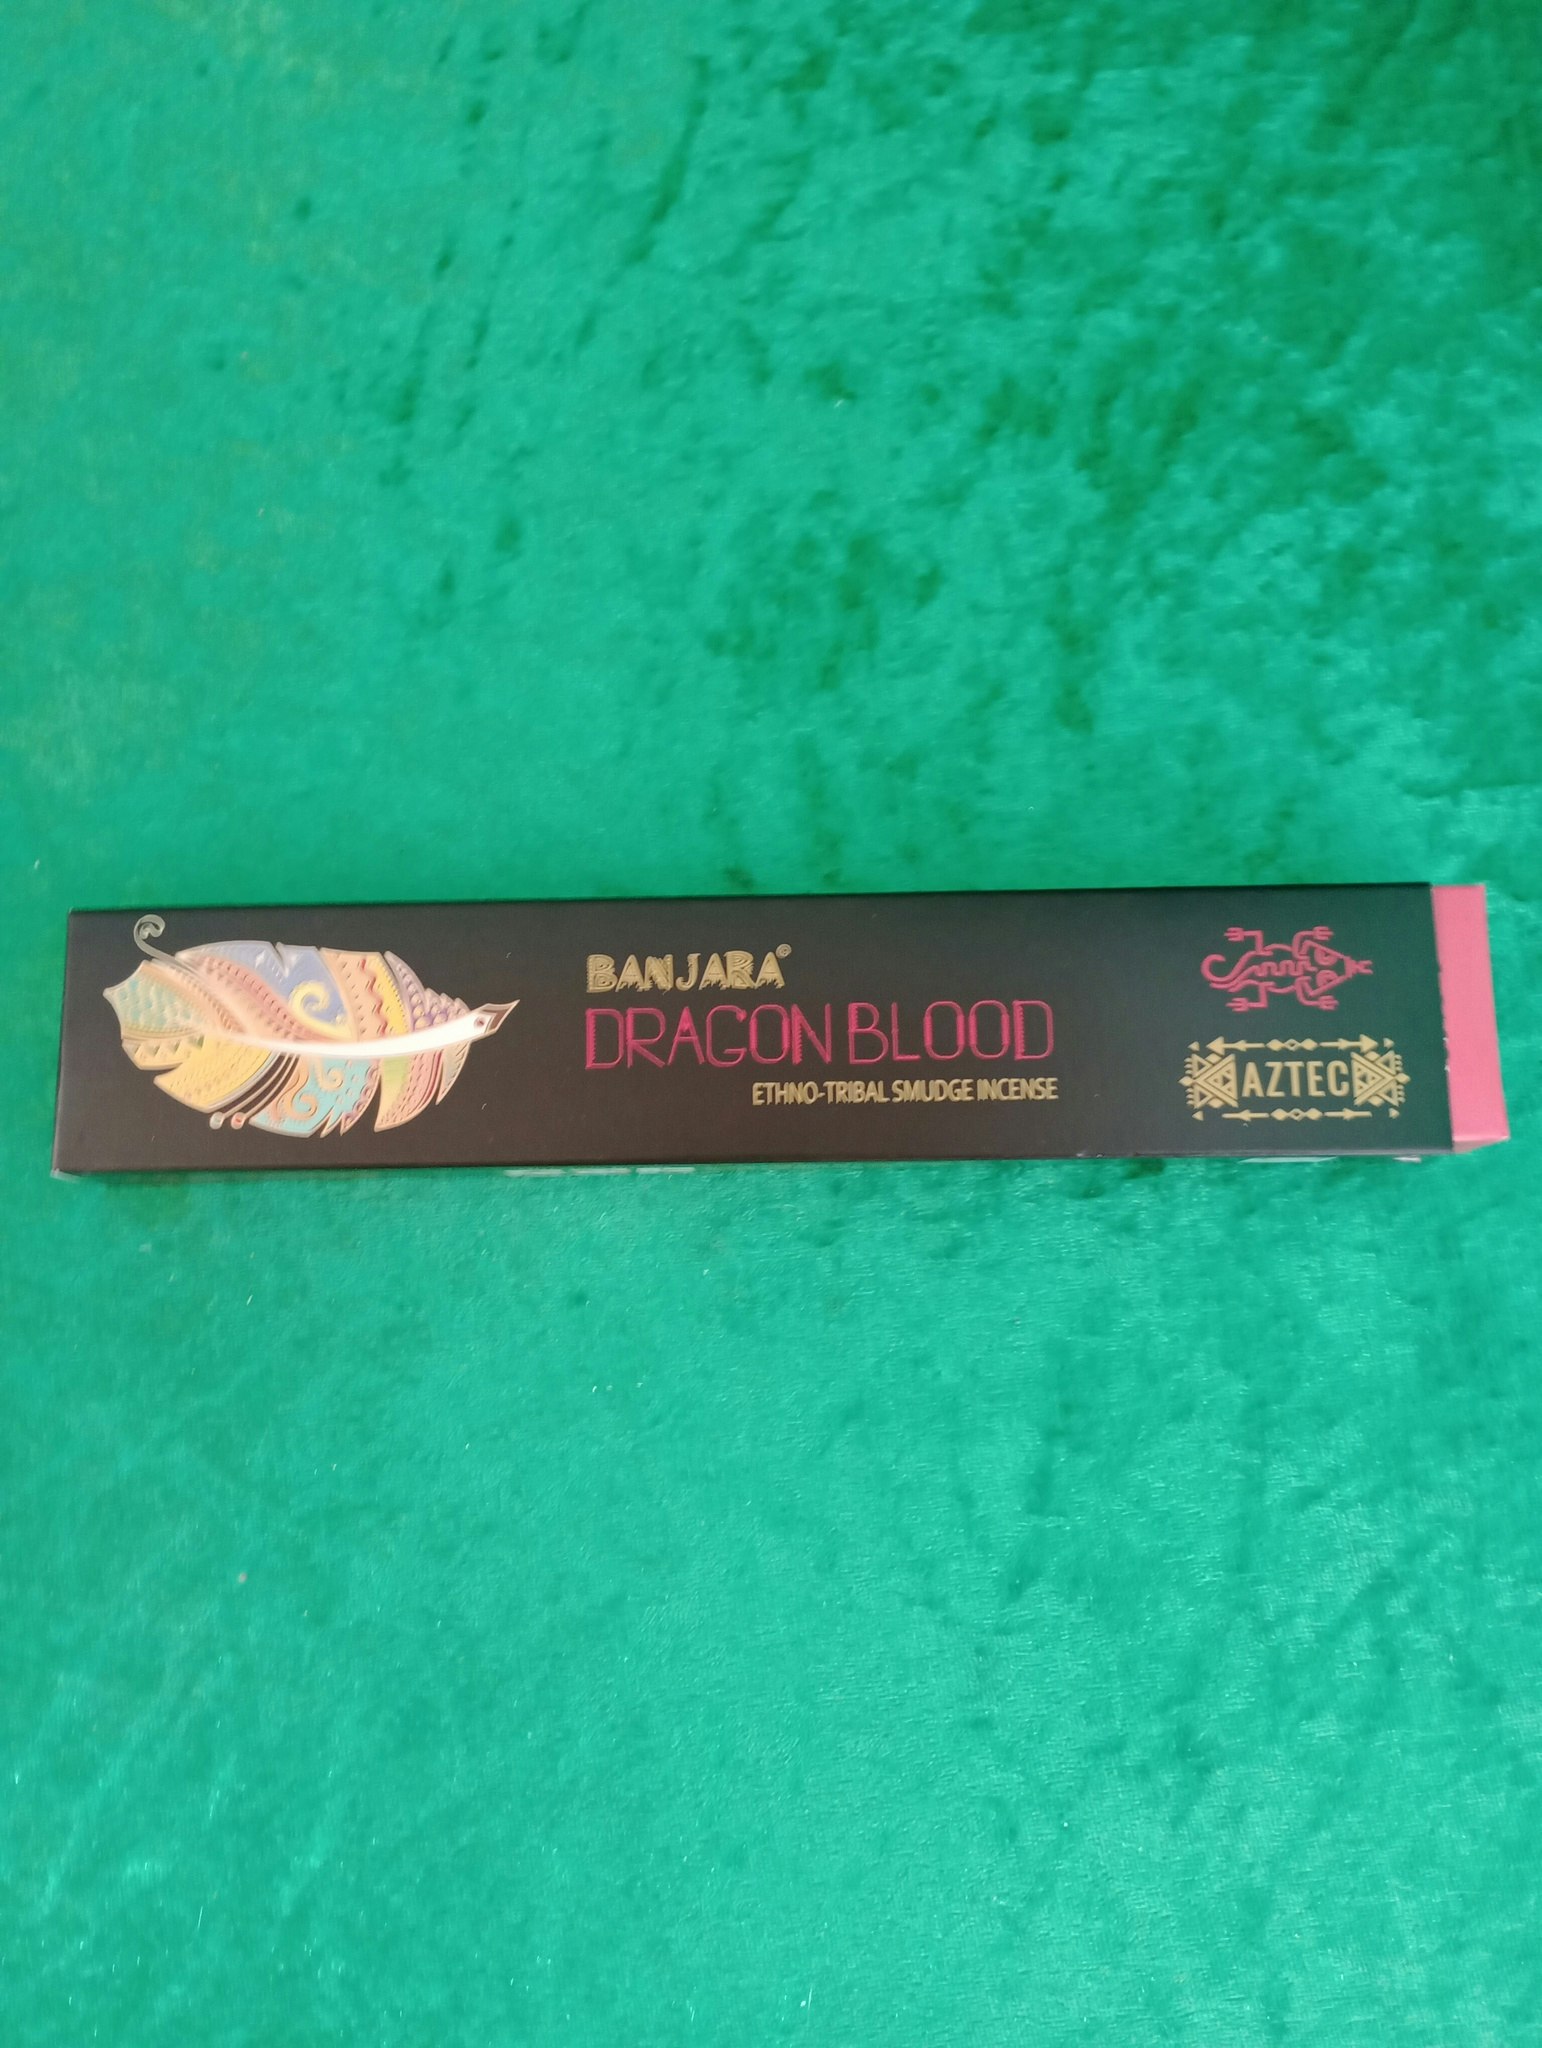 BANJARA®
DRAGON BLOOD
ETHNO-TRIBAL SMUDGE INCENSE
AZTEC